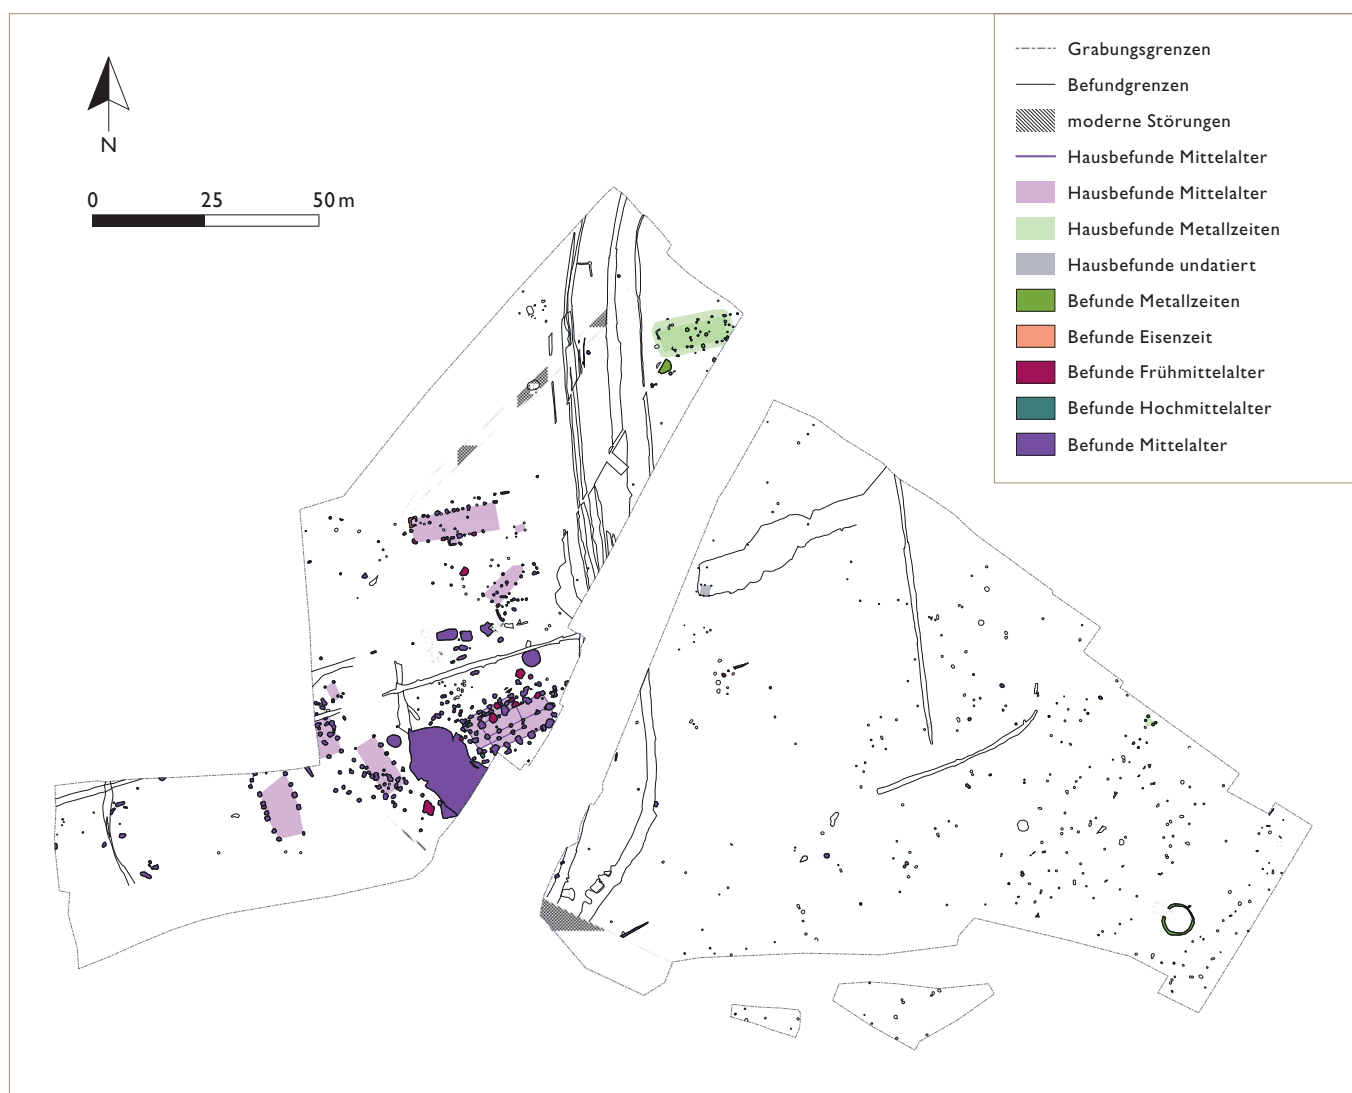 N
0 25 50 m
Grabungsgrenzen
Befundgrenzen
moderne Störungen
Hausbefunde Mittelalter
Hausbefunde Mittelalter
Hausbefunde Metallzeiten
Hausbefunde undatiert
Befunde Metallzeiten
Befunde Eisenzeit
Befunde Frühmittelalter
Befunde Hochmittelalter
Befunde Mittelalter